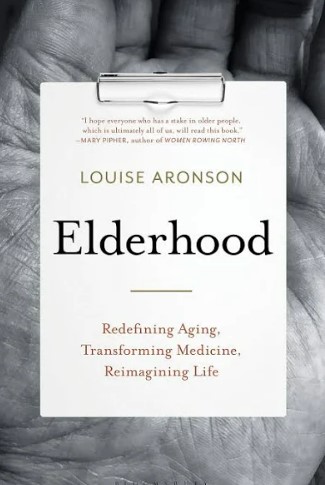 "I hope everyone who has a stake in older people,
which is ultimately all of us, will read this book."
—MARY PIPHER, author of WOMEN ROWING NORTH
LOUISE ARONSON
Elderhood
Redefining Aging,
Transforming Medicine,
Reimagining Life
BLOOMSBURY